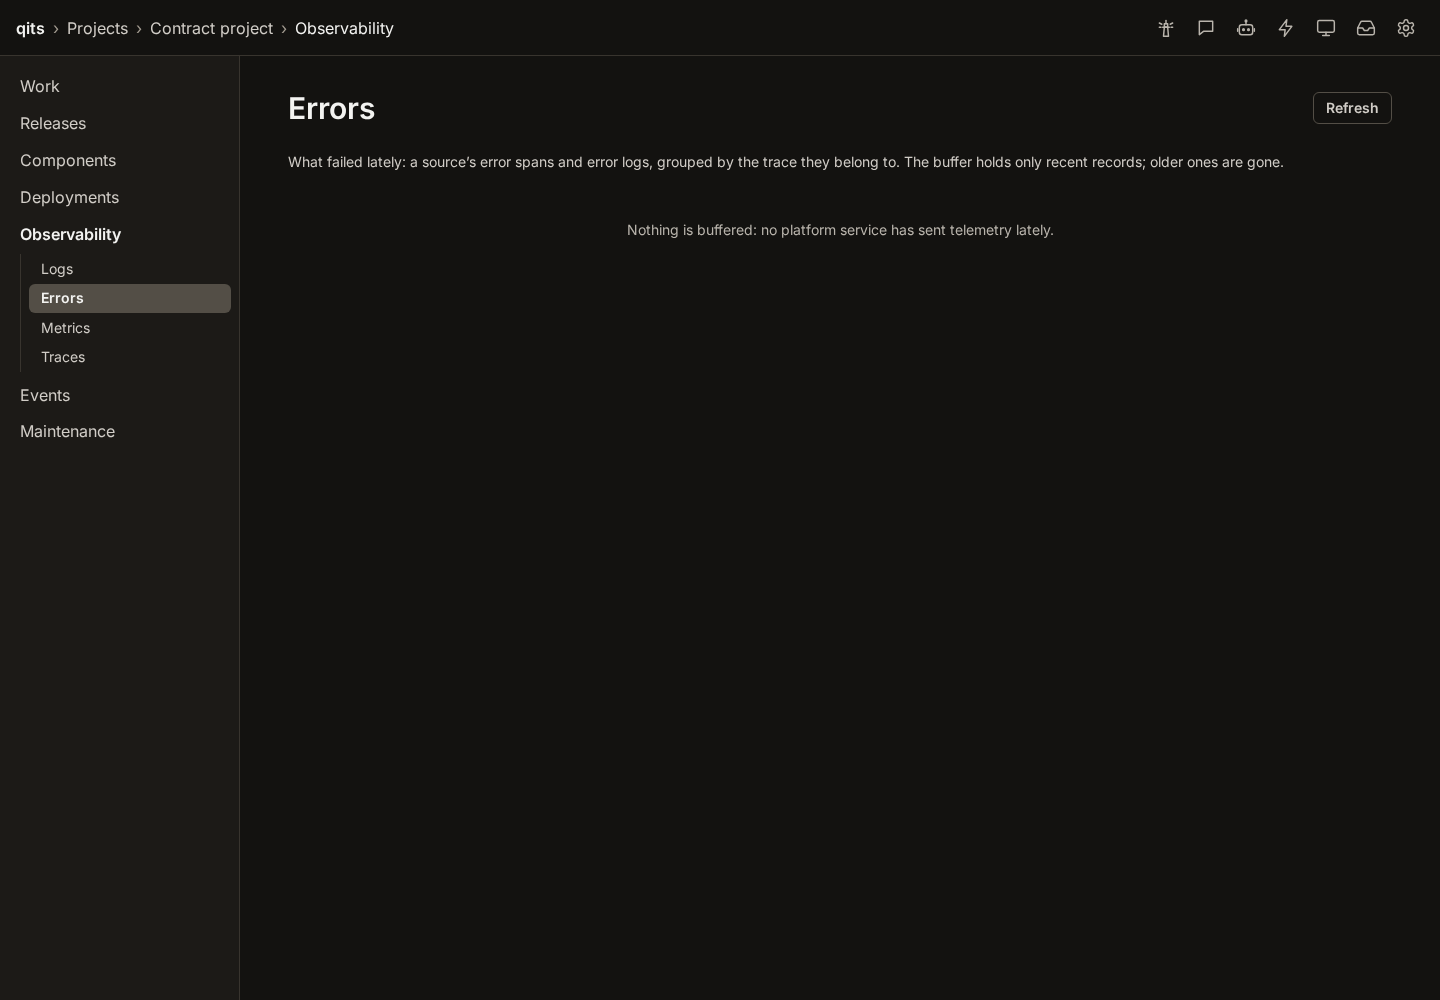 qits › Projects › Contract project › Observability
Work
Releases
Components
Deployments
Observability
Logs
Errors
Metrics
Traces
Events
Maintenance
Errors
Refresh
What failed lately: a source’s error spans and error logs, grouped by the trace they belong to. The buffer holds only recent records; older ones are gone.
Nothing is buffered: no platform service has sent telemetry lately.